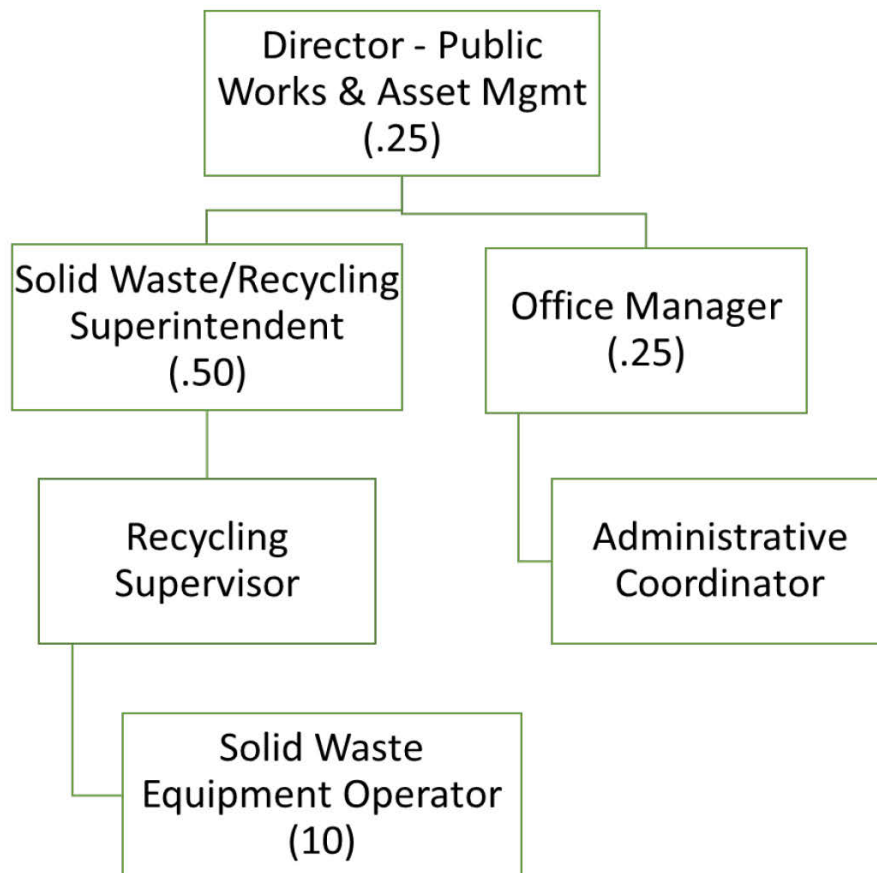 Director - Public
Works & Asset Mgmt
(.25)
Solid Waste/Recycling
Superintendent
(.50)
Office Manager
(.25)
Recycling
Supervisor
Administrative
Coordinator
Solid Waste
Equipment Operator
(10)